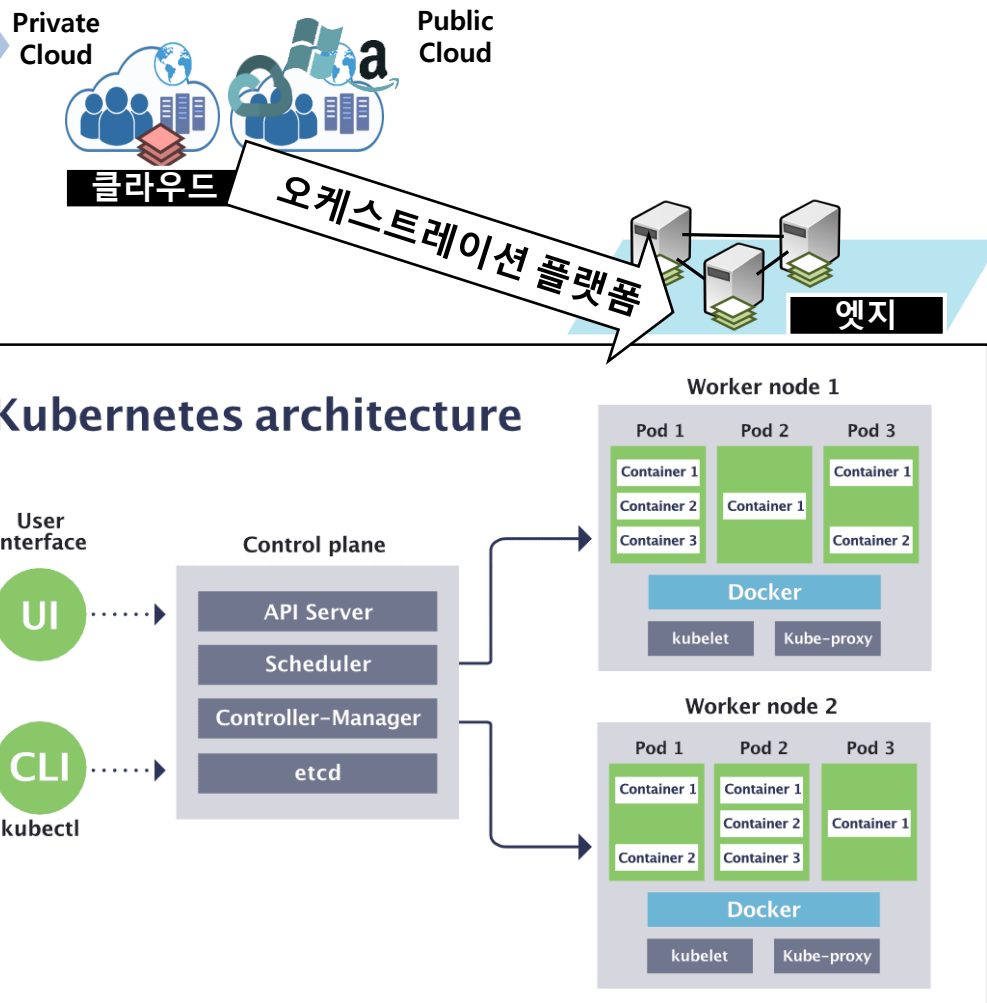 Private
Cloud
Public
Cloud
a
클라우드
오케스트레이션 플랫폼
엣지
Kubernetes architecture
User
nterface
UI
CLI
kubectl
Control plane
API Server
Scheduler
Controller-Manager
etcd
Worker node 1
Pod 1
Pod 2
Pod 3
Container 1
Container 2
Container 3
Container 1
Container 1
Container 2
Docker
kubelet
Kube-proxy
Worker node 2
Pod 1
Pod 2
Pod 3
Container 1
Container 2
Container 1
Container 2
Container 3
Container 1
Docker
kubelet
Kube-proxy